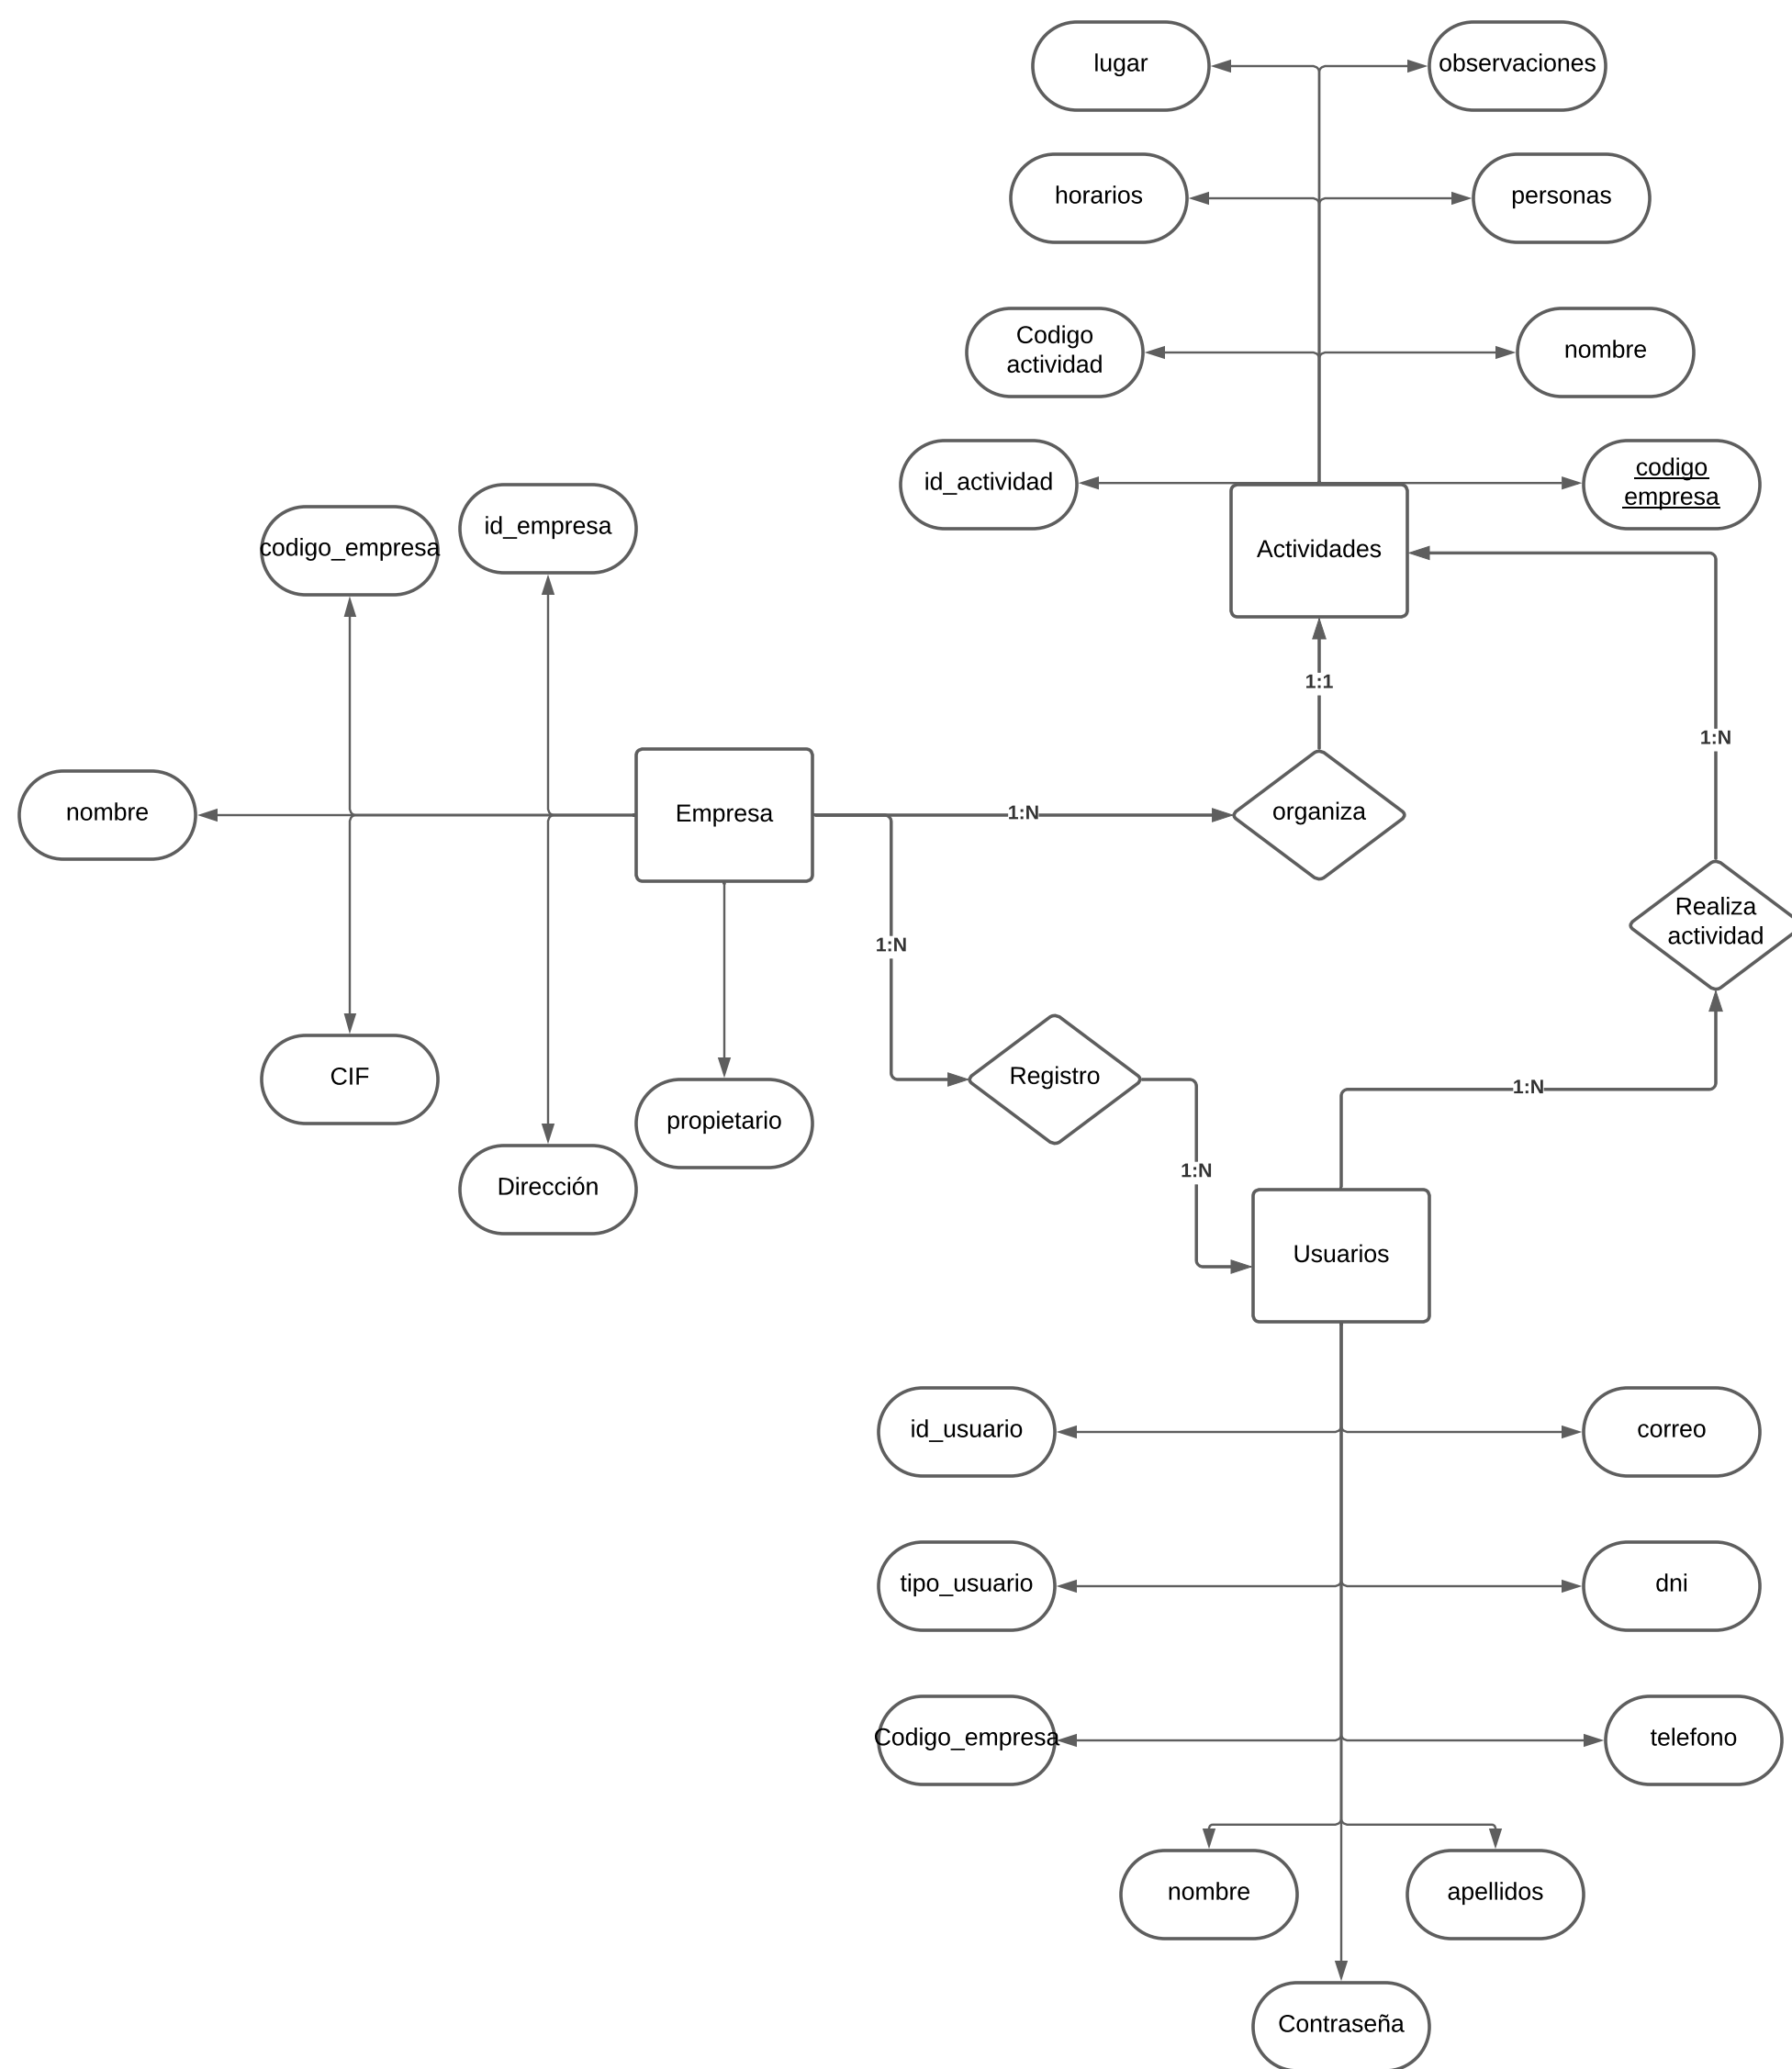 lugar
observaciones
horarios
personas
Codigo
actividad
nombre
id_actividad
codigo
empresa
codigo_empresa
id_empresa
Actividades
1:1
1:N
nombre
Empresa
1:N
organiza
1:N
Realiza
actividad
CIF
propietario
Registro
1:N
Dirección
1:N
Usuarios
id_usuario
correo
tipo_usuario
dni
Codigo_empresa
telefono
nombre
apellidos
Contraseña